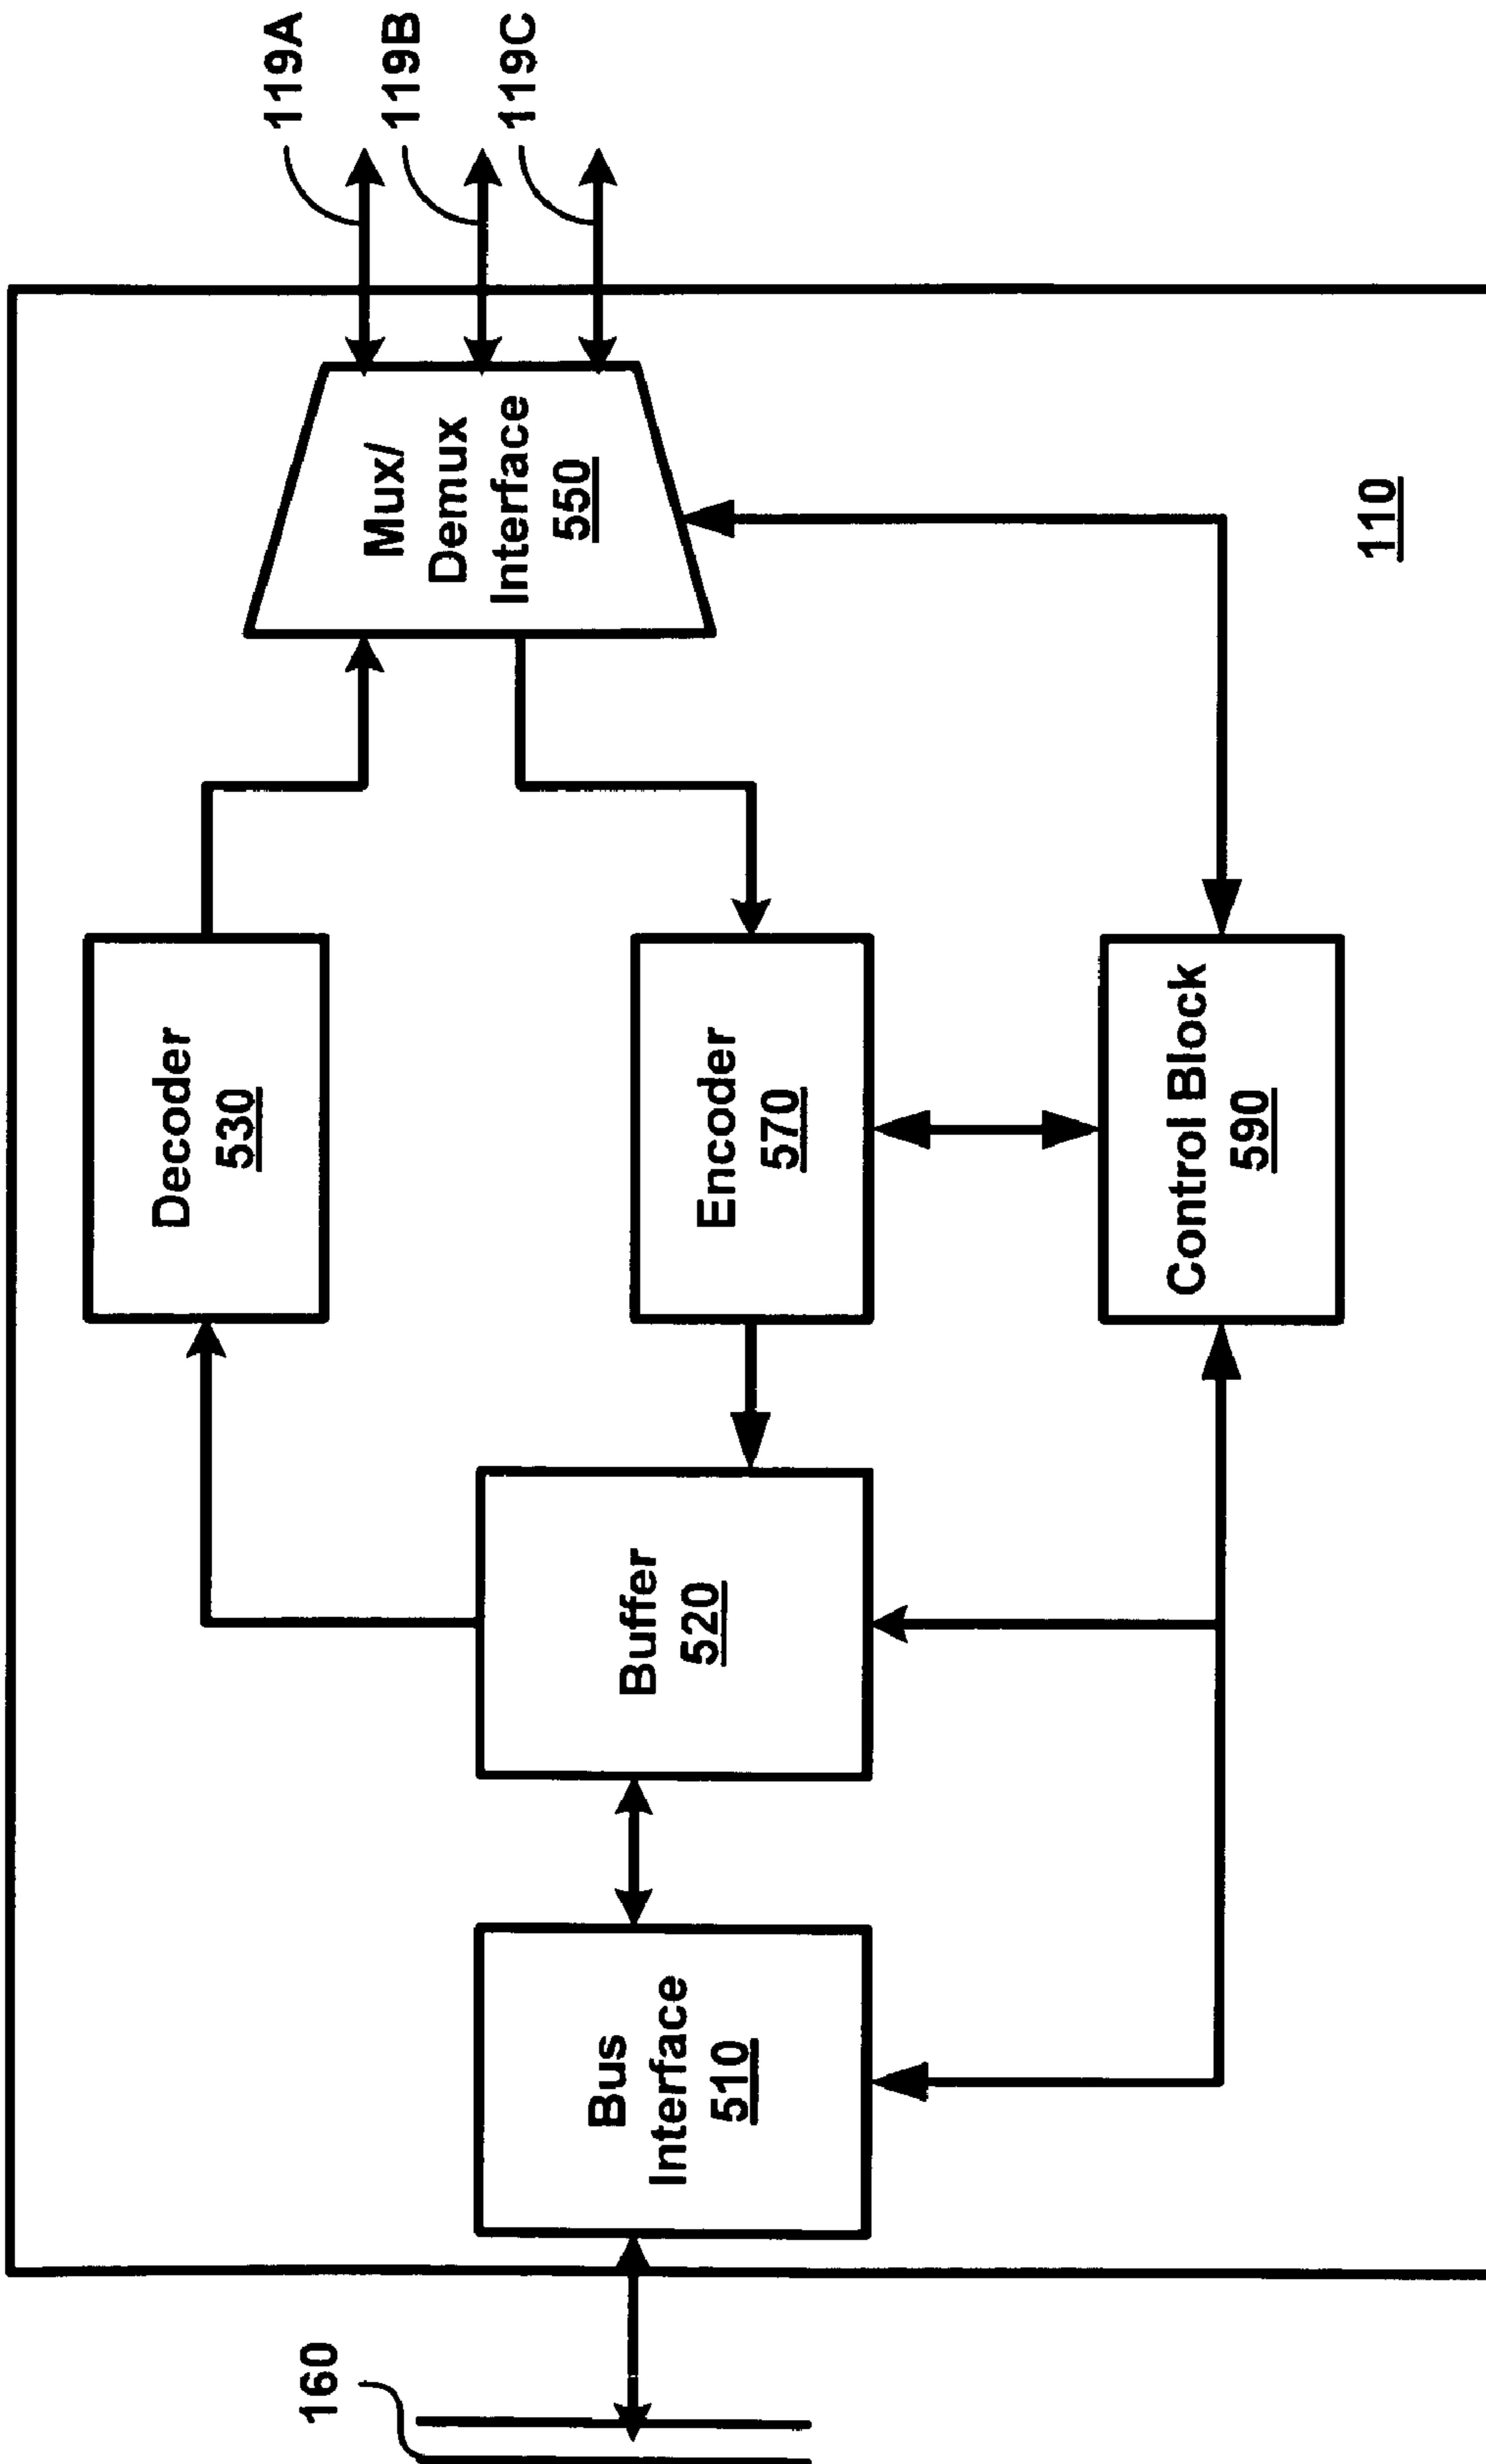 119A
119B
119C
Mux/
Demux
Interface
550
Decoder
530
Encoder
570
Control Block
590
Buffer
520
Bus
Interface
510
160
110